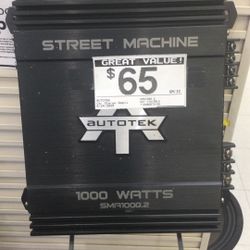 STREET MACHINE
GREAT VALUE!
$65
AUTOTEK
1000 WATTS
SMA1000.2